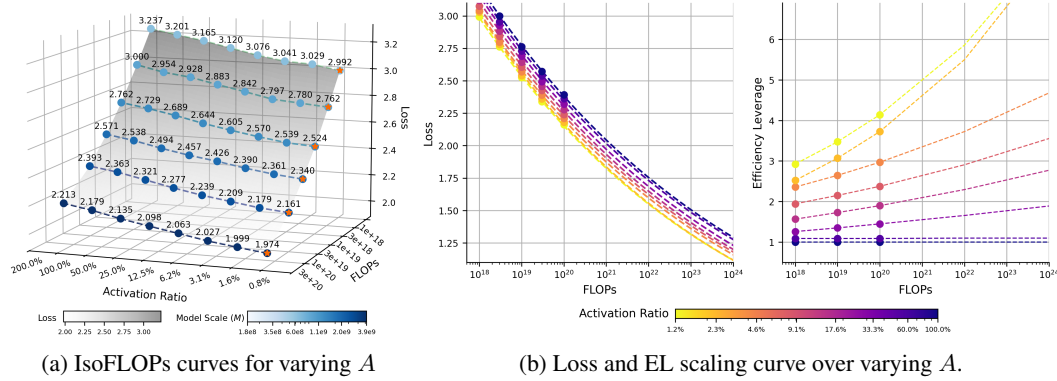 3.237 3.201 3.165 3.120 3.076 3.041 3.029 2.992
3.000 2.954 2.928 2.883 2.842 2.797 2.780 2.762
2.762 2.729 2.689 2.644 2.605 2.570 2.539 2.524
2.571 2.538 2.494 2.457 2.426 2.390 2.361 2.340
2.393 2.363 2.321 2.277 2.239 2.209 2.179 2.161
2.213 2.179 2.135 2.098 2.063 2.027 1.999 1.974
3.2
3.0
2.8
2.6
2.4
2.2
2.0
Loss
1e+18
3e+18
1e+19
3e+19
1e+20
3e+20
FLOPs
200.0% 100.0% 50.0% 25.0% 12.5% 6.2% 3.1% 1.6% 0.8%
Activation Ratio
Loss
2.00 2.25 2.50 2.75 3.00
Model Scale (M)
1.8e8 3.5e8 6.0e8 1.1e9 2.0e9 3.9e9
(a) IsoFLOPs curves for varying A
3.00
2.75
2.50
2.25
2.00
1.75
1.50
1.25
Loss
10^18 10^19 10^20 10^21 10^22 10^23 10^24
FLOPs
7
6
5
4
3
2
1
Efficiency Leverage
10^18 10^19 10^20 10^21 10^22 10^23 10^24
FLOPs
Activation Ratio
1.2% 2.3% 4.6% 9.1% 17.6% 33.3% 60.0% 100.0%
(b) Loss and EL scaling curve over varying A.